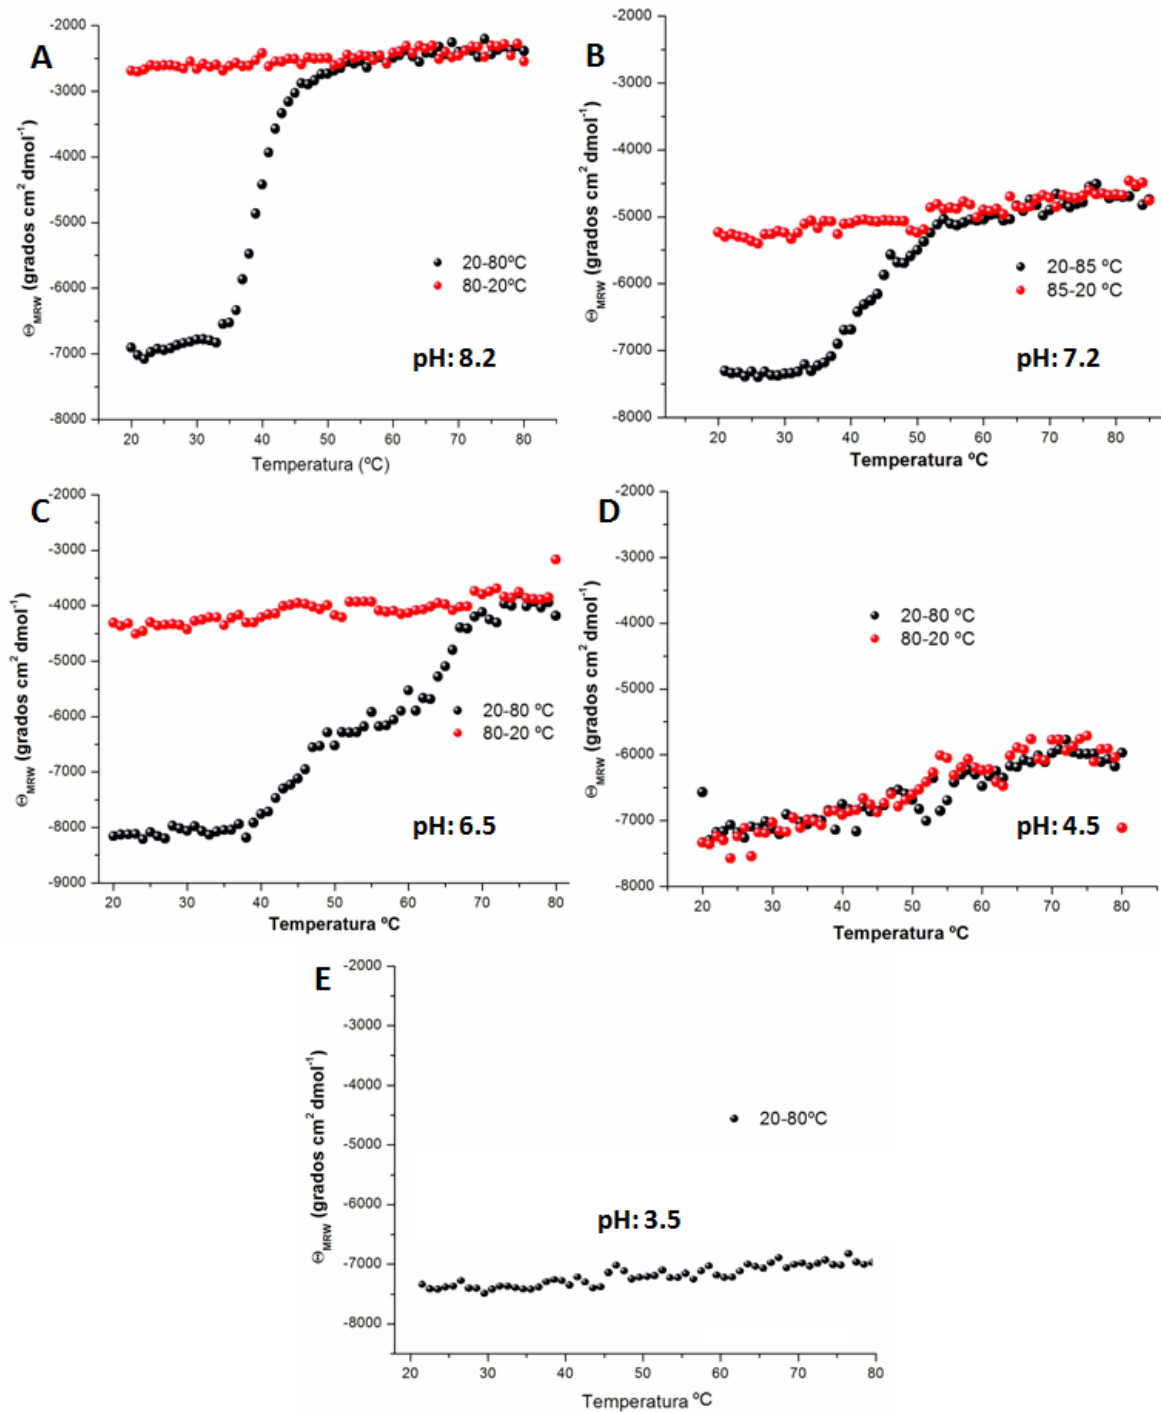 A
-2000
-3000
-4000
-5000
-6000
-7000
-8000
ΘMRW (grados cm² dmol⁻¹)
20-80ºC
80-20ºC
pH: 8.2
20 30 40 50 60 70 80
Temperatura (ºC)
B
-2000
-3000
-4000
-5000
-6000
-7000
-8000
ΘMRW (grados cm² dmol⁻¹)
20-85 ºC
85-20 ºC
pH: 7.2
20 30 40 50 60 70 80
Temperatura ºC
C
-2000
-3000
-4000
-5000
-6000
-7000
-8000
-9000
ΘMRW (grados cm² dmol⁻¹)
20-80 ºC
80-20 ºC
pH: 6.5
20 30 40 50 60 70 80
Temperatura ºC
D
-2000
-3000
-4000
-5000
-6000
-7000
-8000
ΘMRW (grados cm² dmol⁻¹)
20-80 ºC
80-20 ºC
pH: 4.5
20 30 40 50 60 70 80
Temperatura ºC
E
-2000
-3000
-4000
-5000
-6000
-7000
-8000
ΘMRW (grados cm² dmol⁻¹)
20-80ºC
pH: 3.5
20 30 40 50 60 70 80
Temperatura ºC